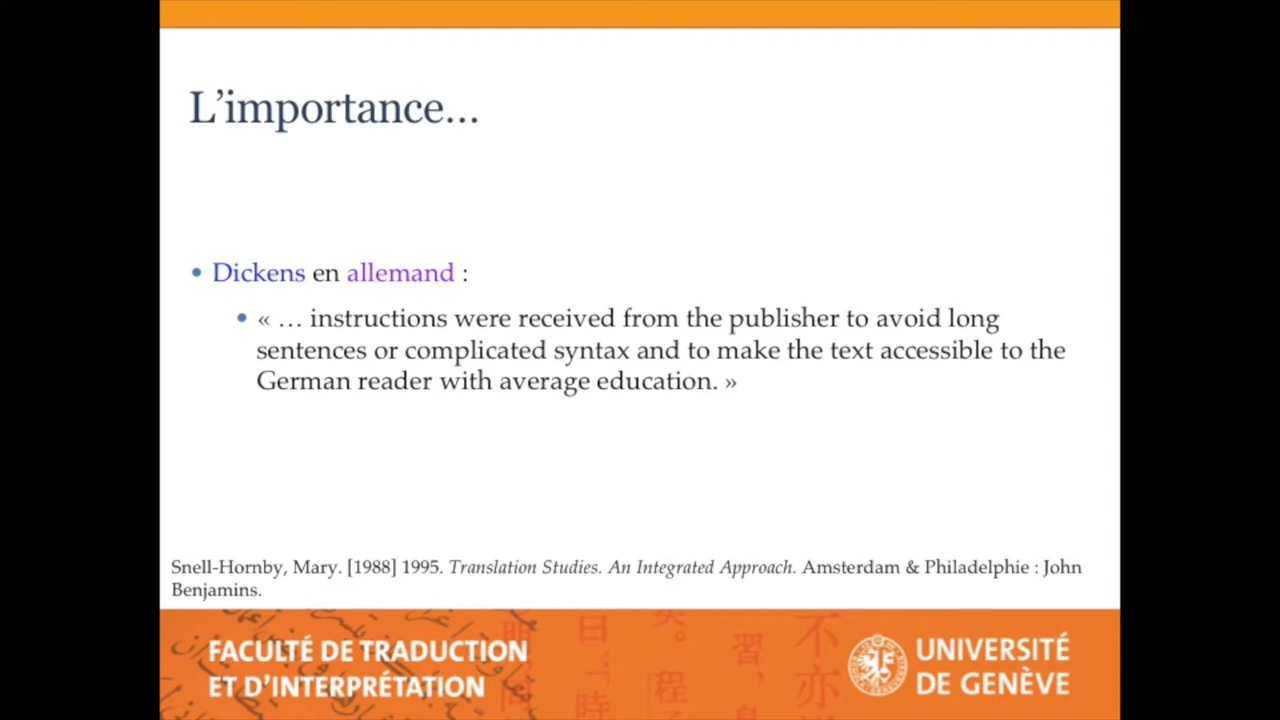 L’importance…
• Dickens en allemand :
• « … instructions were received from the publisher to avoid long
sentences or complicated syntax and to make the text accessible to the
German reader with average education. »
Snell-Hornby, Mary. [1988] 1995. Translation Studies. An Integrated Approach. Amsterdam & Philadelphie : John
Benjamins.
FACULTÉ DE TRADUCTION
ET D’INTERPRÉTATION
UNIVERSITÉ
DE GENÈVE